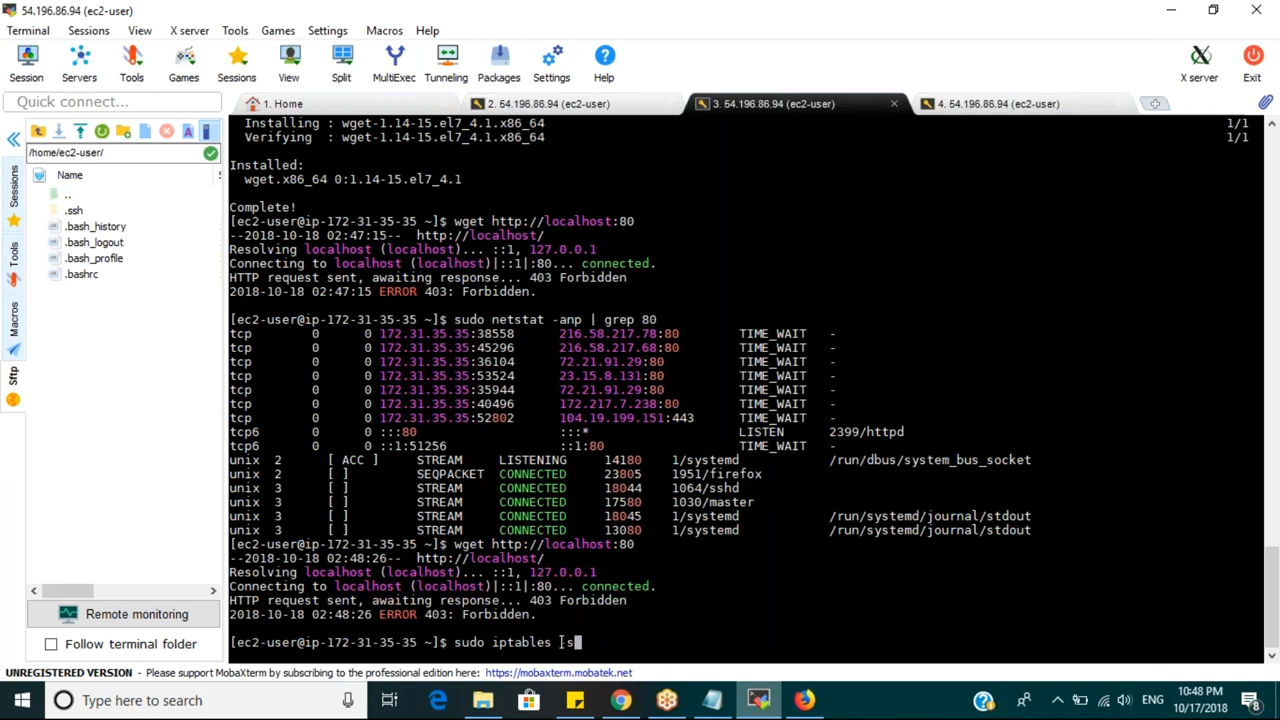 54.196.86.94 (ec2-user)
Terminal Sessions View X server Tools Games Settings Macros Help
Session Servers Tools Games Sessions View Split MultiExec Tunneling Packages Settings Help X server Exit
Quick connect...
1. Home 2. 54.196.86.94 (ec2-user) 3. 54.196.86.94 (ec2-user) 4. 54.196.86.94 (ec2-user)
/home/ec2-user/
Name
..
.ssh
.bash_history
.bash_logout
.bash_profile
.bashrc
Sessions
Tools
Macros
Sftp
Remote monitoring
Follow terminal folder
Installing : wget-1.14-15.el7_4.1.x86_64 1/1
Verifying : wget-1.14-15.el7_4.1.x86_64 1/1
Installed:
wget.x86_64 0:1.14-15.el7_4.1
Complete!
[ec2-user@ip-172-31-35-35 ~]$ wget http://localhost:80
--2018-10-18 02:47:15-- http://localhost/
Resolving localhost (localhost)... ::1, 127.0.0.1
Connecting to localhost (localhost)|::1|:80... connected.
HTTP request sent, awaiting response... 403 Forbidden
2018-10-18 02:47:15 ERROR 403: Forbidden.
[ec2-user@ip-172-31-35-35 ~]$ sudo netstat -anp | grep 80
tcp 0 0 172.31.35.35:38558 216.58.217.78:80 TIME_WAIT -
tcp 0 0 172.31.35.35:45296 216.58.217.68:80 TIME_WAIT -
tcp 0 0 172.31.35.35:36104 72.21.91.29:80 TIME_WAIT -
tcp 0 0 172.31.35.35:53524 23.15.8.131:80 TIME_WAIT -
tcp 0 0 172.31.35.35:35944 72.21.91.29:80 TIME_WAIT -
tcp 0 0 172.31.35.35:40496 172.217.7.238:80 TIME_WAIT -
tcp 0 0 172.31.35.35:52802 104.19.199.151:443 TIME_WAIT -
tcp6 0 0 :::80 :::* LISTEN 2399/httpd
tcp6 0 0 ::1:51256 ::1:80 TIME_WAIT -
unix 2 [ ACC ] STREAM LISTENING 14180 1/systemd /run/dbus/system_bus_socket
unix 2 [ ] SEQPACKET CONNECTED 23805 1951/firefox
unix 3 [ ] STREAM CONNECTED 18044 1064/sshd
unix 3 [ ] STREAM CONNECTED 17580 1030/master
unix 3 [ ] STREAM CONNECTED 18045 1/systemd /run/systemd/journal/stdout
unix 3 [ ] STREAM CONNECTED 13080 1/systemd /run/systemd/journal/stdout
[ec2-user@ip-172-31-35-35 ~]$ wget http://localhost:80
--2018-10-18 02:48:26-- http://localhost/
Resolving localhost (localhost)... ::1, 127.0.0.1
Connecting to localhost (localhost)|::1|:80... connected.
HTTP request sent, awaiting response... 403 Forbidden
2018-10-18 02:48:26 ERROR 403: Forbidden.
[ec2-user@ip-172-31-35-35 ~]$ sudo iptables s
UNREGISTERED VERSION - Please support MobaXterm by subscribing to the professional edition here: https://mobaxterm.mobatek.net
Type here to search
ENG
10:48 PM
10/17/2018
8